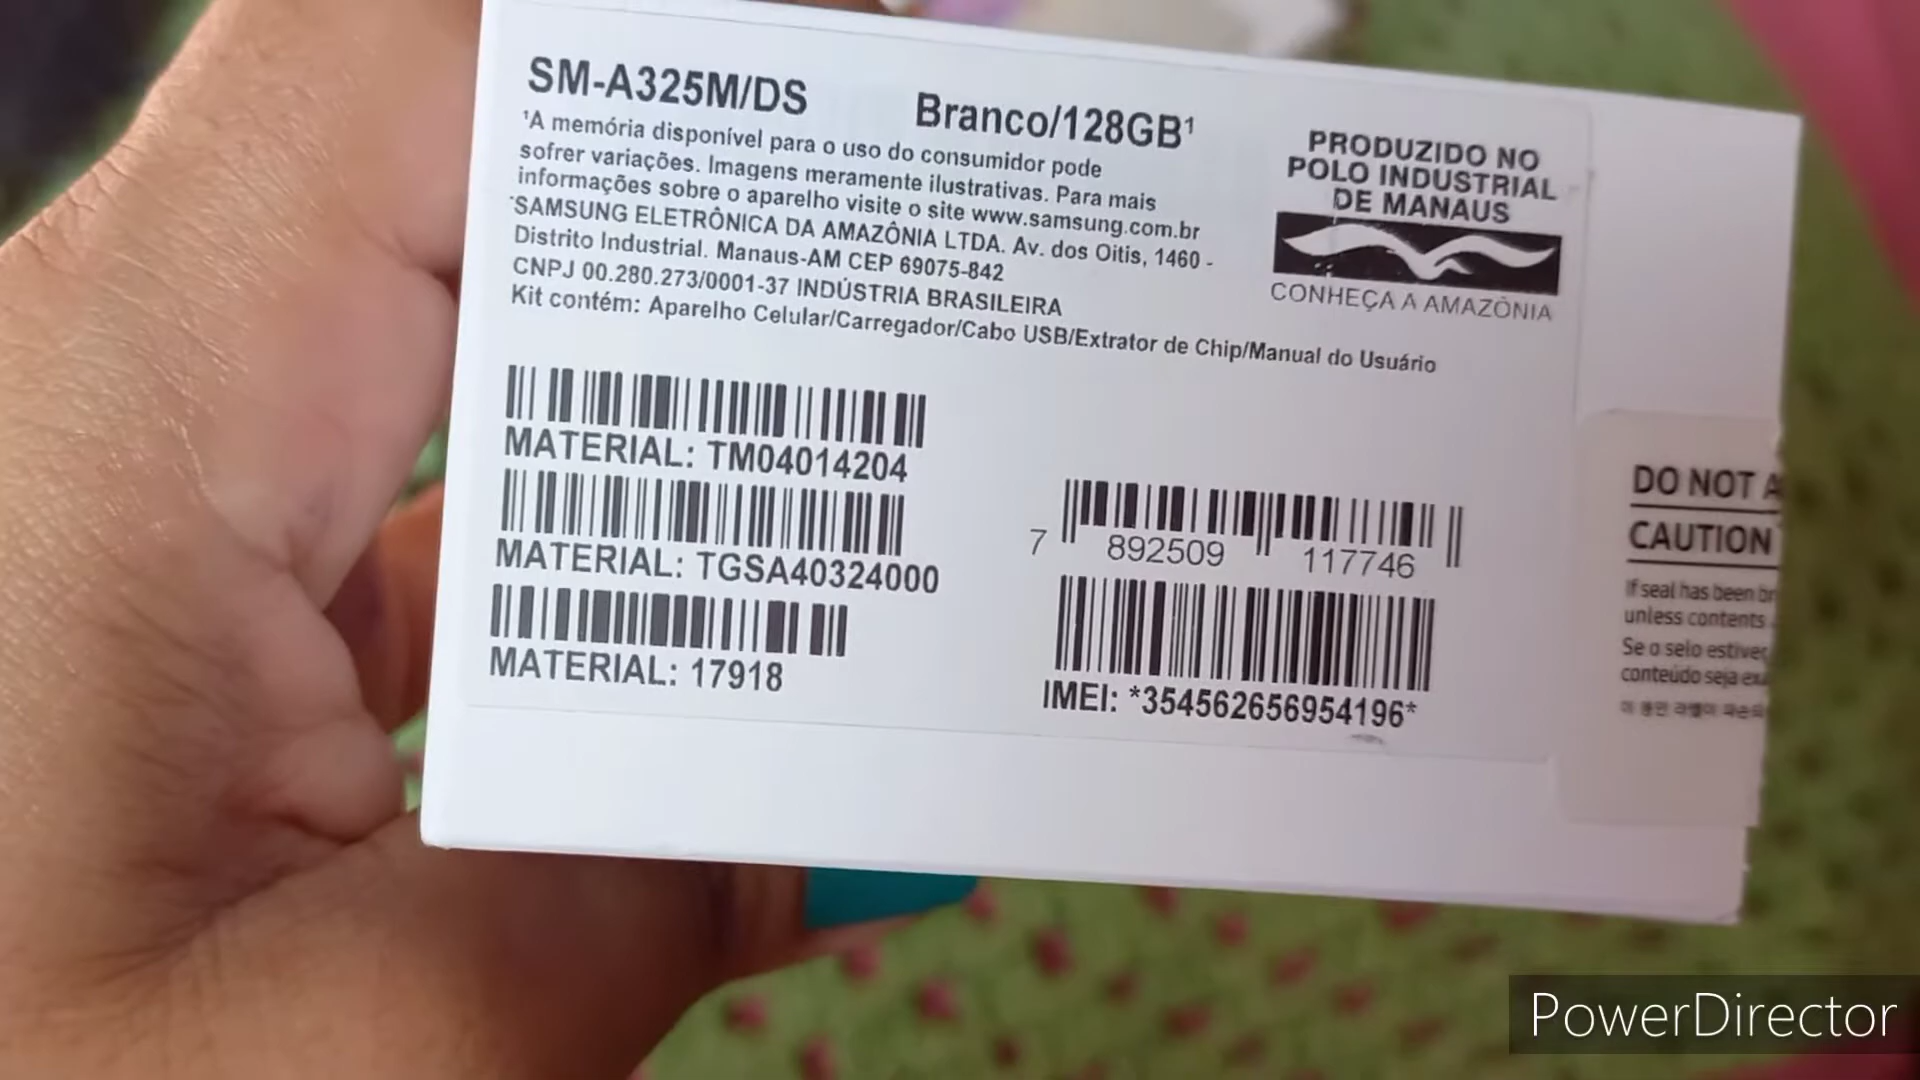 SM-A325M/DS
Branco/128GB¹
¹A memória disponível para o uso do consumidor pode
sofrer variações. Imagens meramente ilustrativas. Para mais
informações sobre o aparelho visite o site www.samsung.com.br
SAMSUNG ELETRÔNICA DA AMAZÔNIA LTDA. Av. dos Oitis, 1460 -
Distrito Industrial. Manaus-AM CEP 69075-842
CNPJ 00.280.273/0001-37 INDÚSTRIA BRASILEIRA
Kit contém: Aparelho Celular/Carregador/Cabo USB/Extrator de Chip/Manual do Usuário
PRODUZIDO NO
POLO INDUSTRIAL
DE MANAUS
CONHEÇA A AMAZÔNIA
MATERIAL: TM04014204
MATERIAL: TGSA40324000
MATERIAL: 17918
7 892509 117746
IMEI: *354562656954196*
DO NOT
CAUTION
If seal has been
unless contents
Se o selo
conteúdo seja
PowerDirector